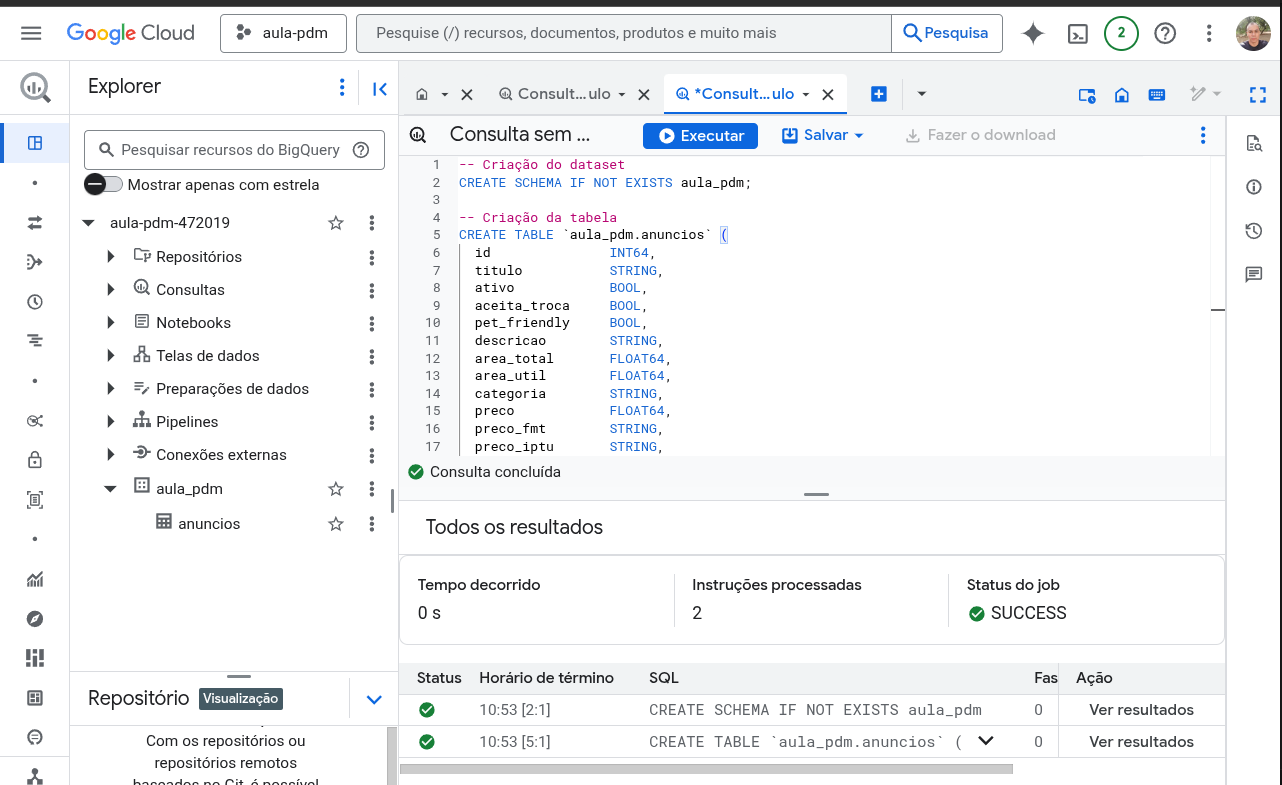 Google Cloud
aula-pdm
Pesquise (/) recursos, documentos, produtos e muito mais
Pesquisa
2
Explorer
Consult... ulo
*Consult... ulo
Consulta sem ...
Executar
Salvar
Fazer o download
Pesquisar recursos do BigQuery
Mostrar apenas com estrela
aula-pdm-472019
Repositórios
Consultas
Notebooks
Telas de dados
Preparações de dados
Pipelines
Conexões externas
aula_pdm
anuncios
1 -- Criação do dataset
2 CREATE SCHEMA IF NOT EXISTS aula_pdm;
3
4 -- Criação da tabela
5 CREATE TABLE `aula_pdm.anuncios` (
6 id INT64,
7 titulo STRING,
8 ativo BOOL,
9 aceita_troca BOOL,
10 pet_friendly BOOL,
11 descricao STRING,
12 area_total FLOAT64,
13 area_util FLOAT64,
14 categoria STRING,
15 preco FLOAT64,
16 preco_fmt STRING,
17 preco_iptu STRING,
Consulta concluída
Todos os resultados
Tempo decorrido
0 s
Instruções processadas
2
Status do job
SUCCESS
Status Horário de término SQL Fas Ação
10:53 [2:1] CREATE SCHEMA IF NOT EXISTS aula_pdm 0 Ver resultados
10:53 [5:1] CREATE TABLE `aula_pdm.anuncios` ( 0 Ver resultados
Repositório Visualização
Com os repositórios ou
repositórios remotos
baseados no Git, é possível